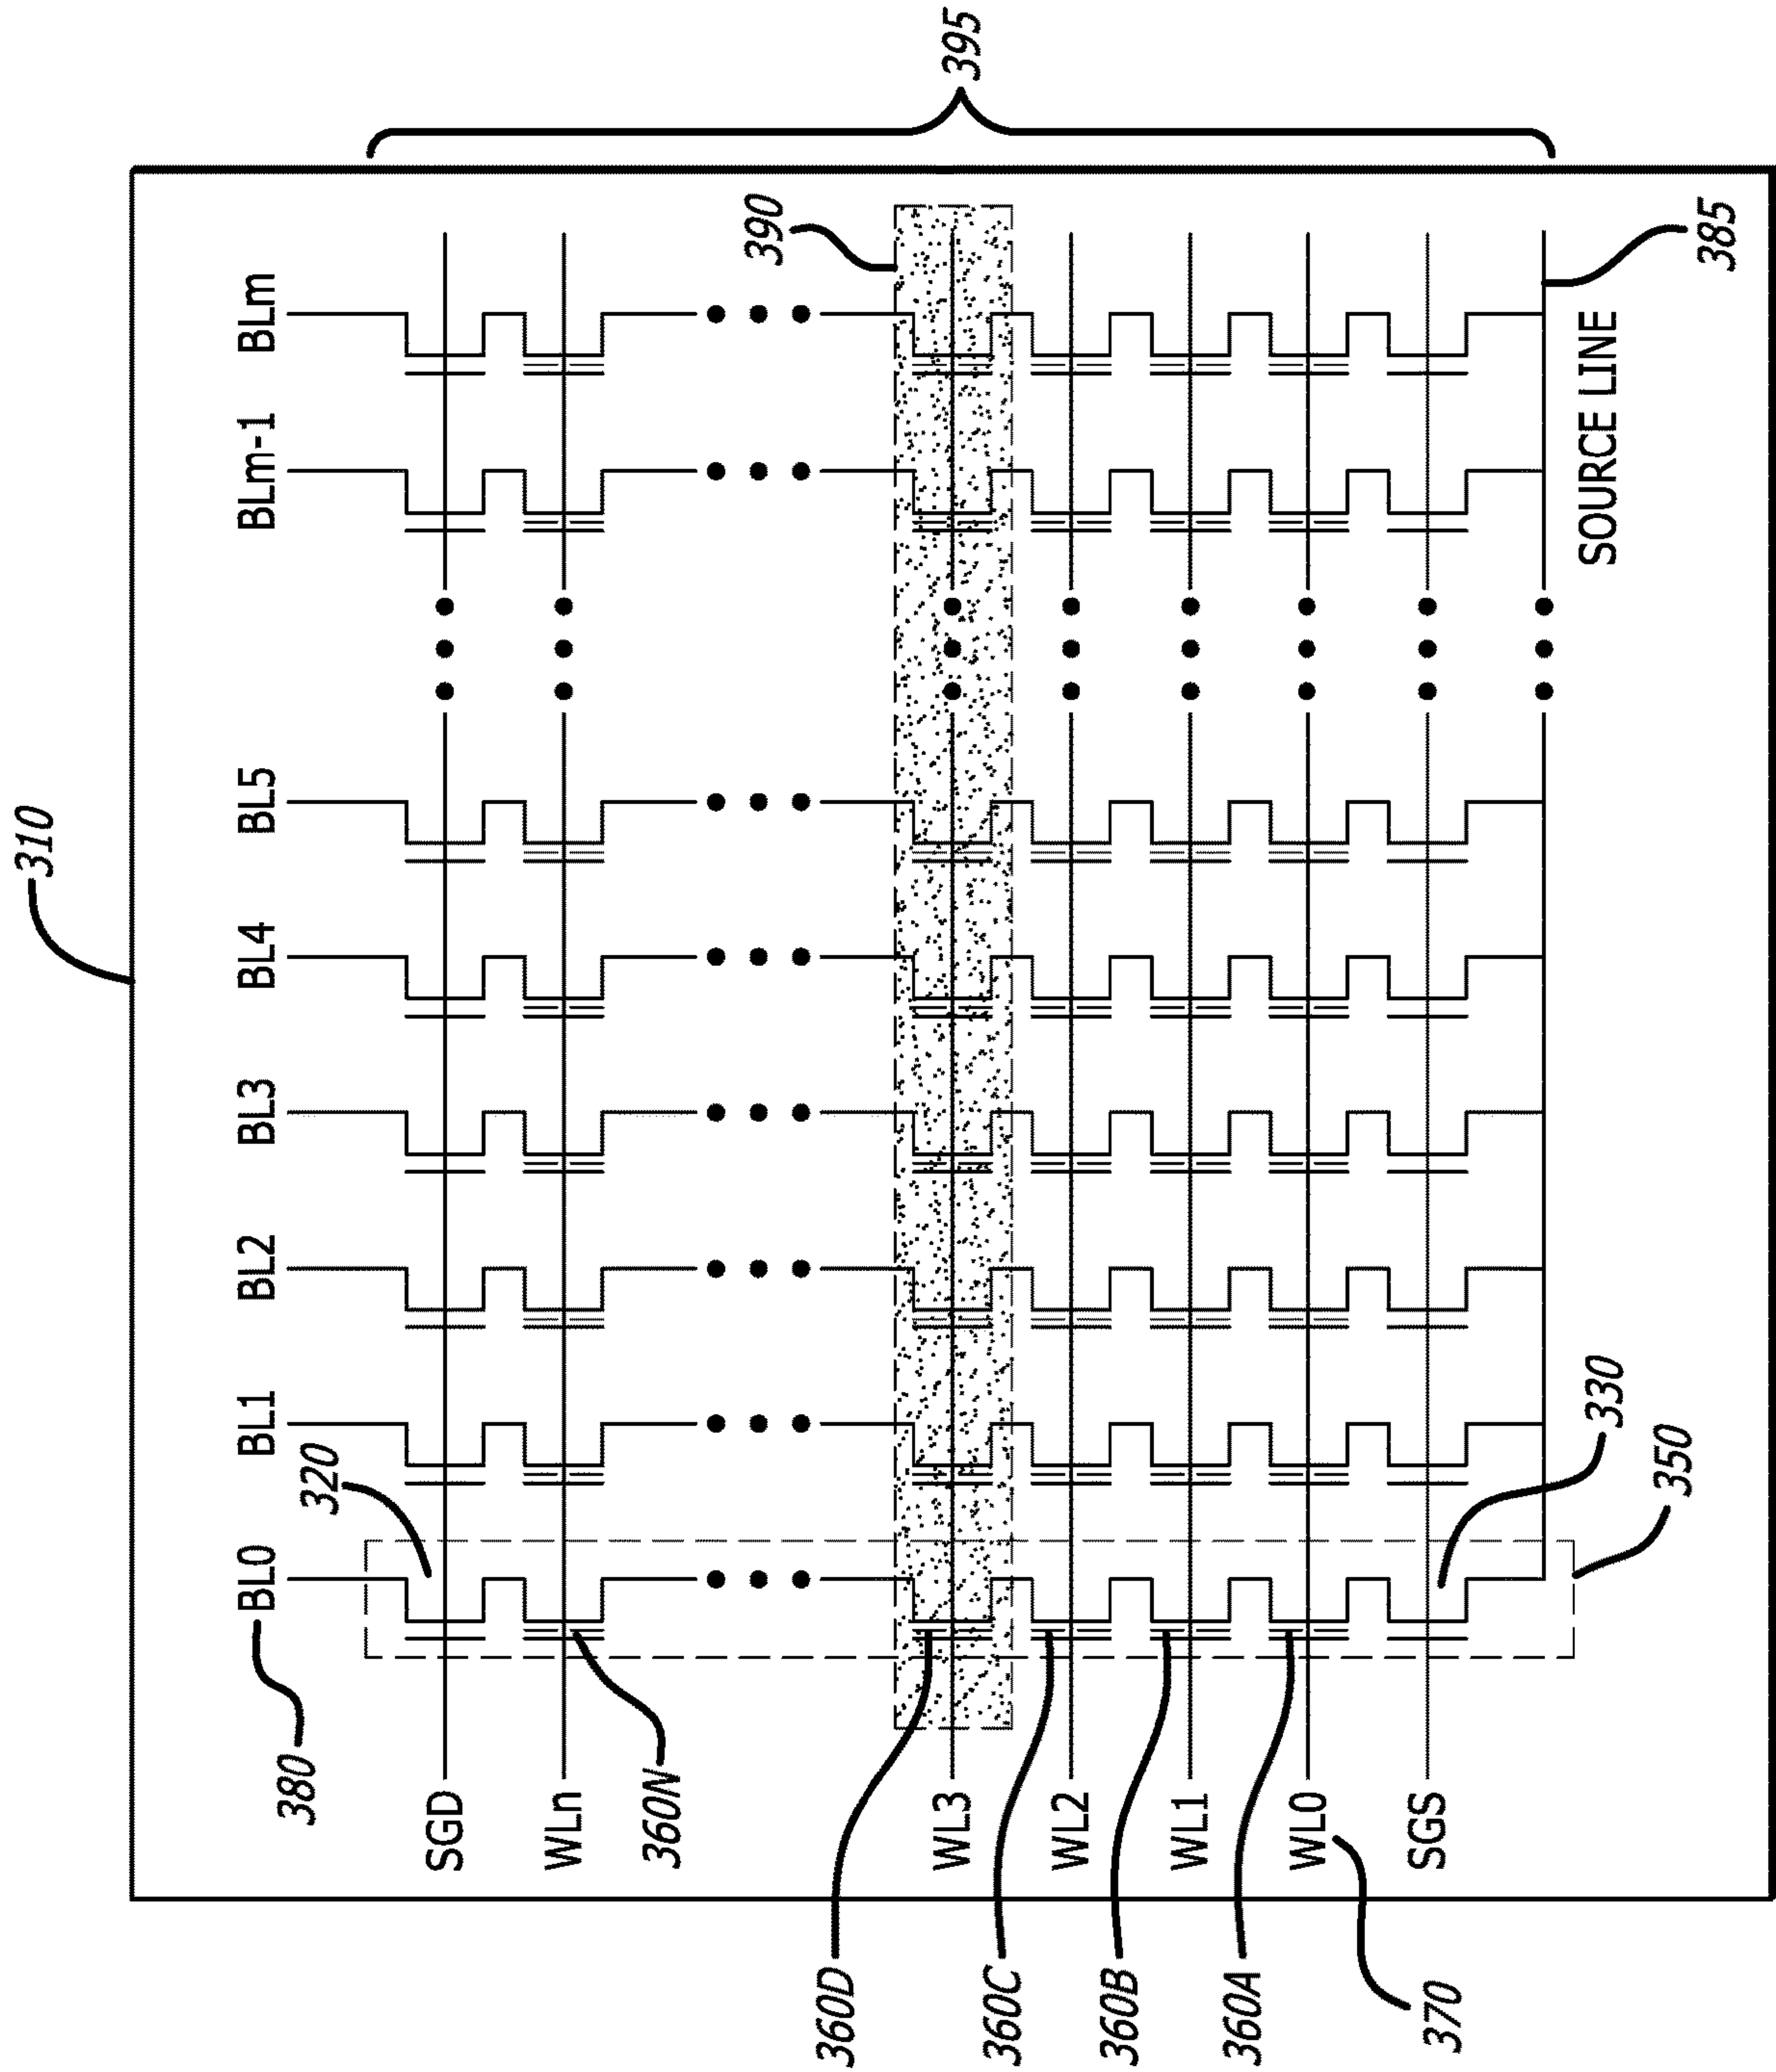 310
BL0
BL1
BL2
BL3
BL4
BL5
BLm-1
BLm
380
320
SGD
WLn
360N
390
395
WL3
WL2
WL1
WL0
SGS
360D
360C
360B
360A
370
330
350
SOURCE LINE
385